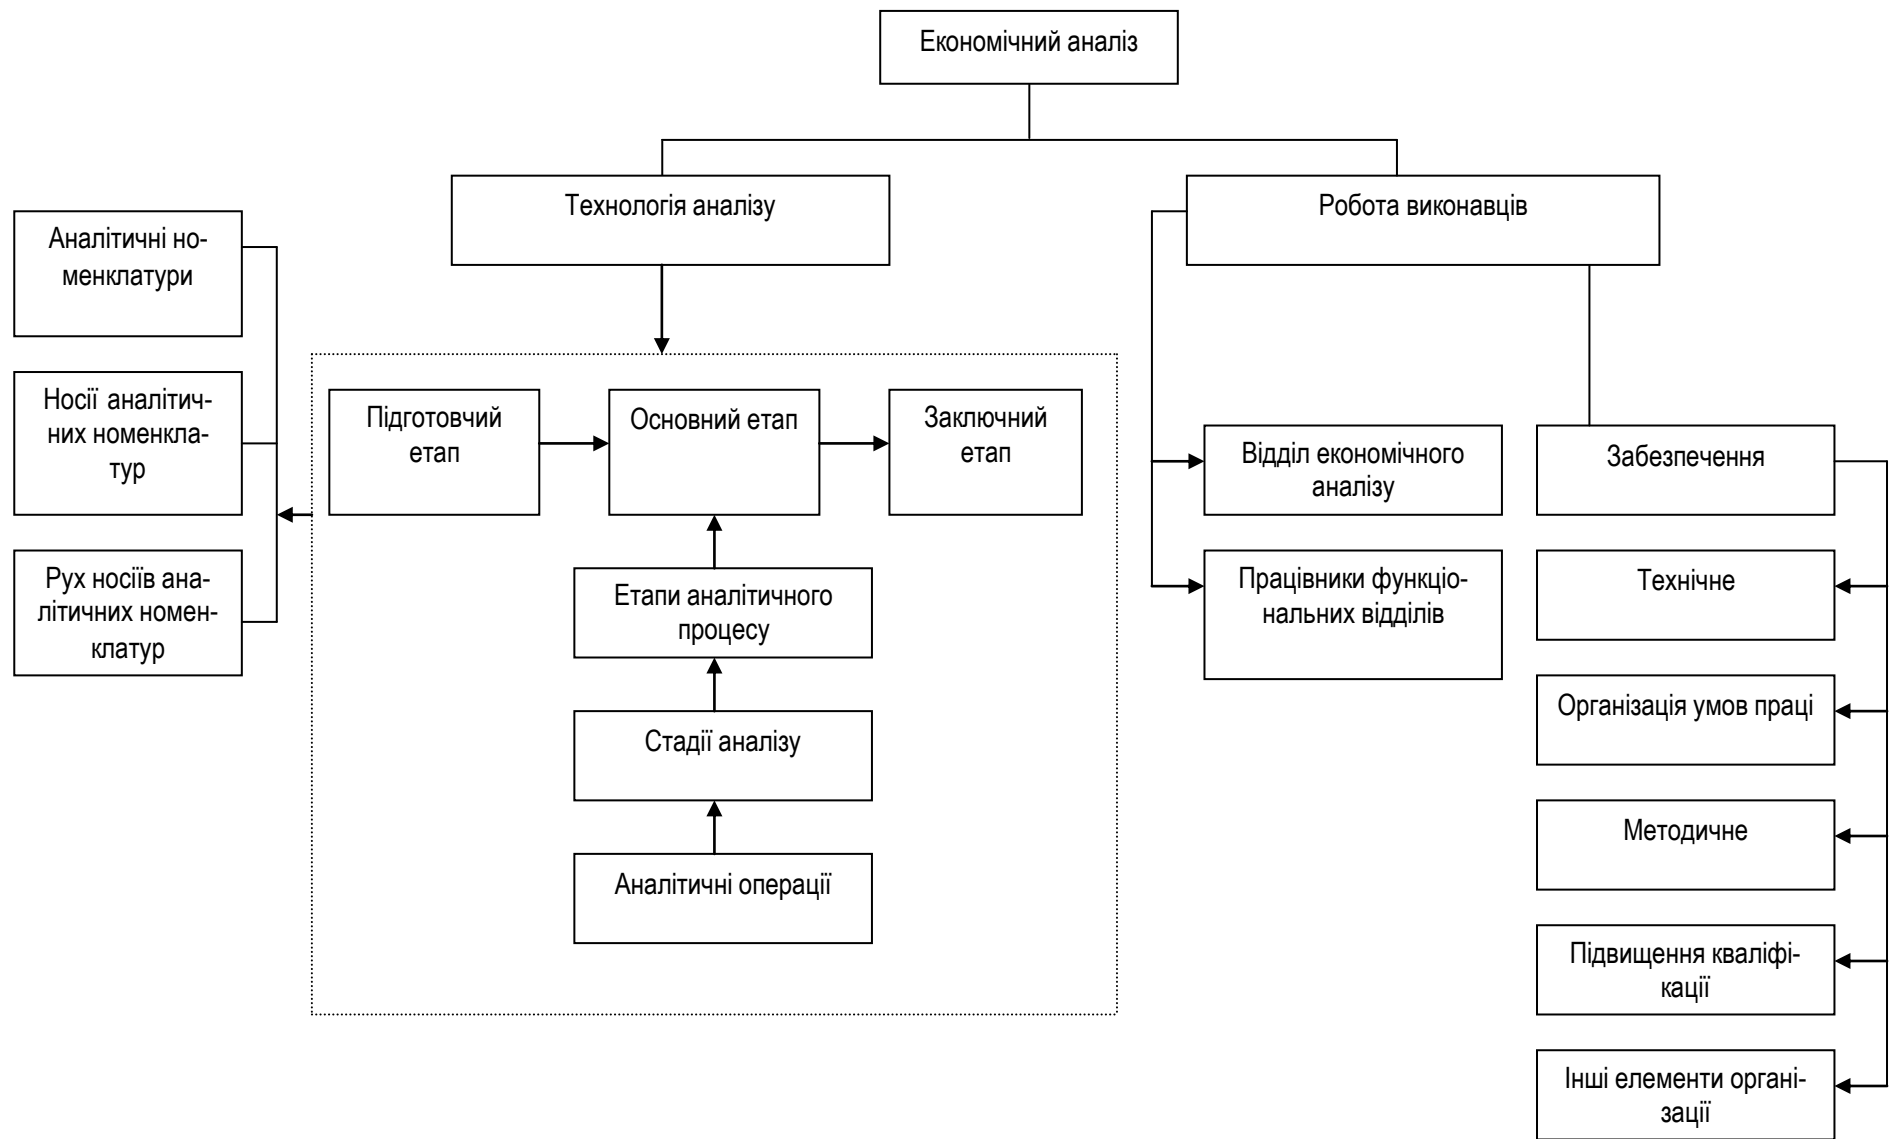 Економічний аналіз
Технологія аналізу
Робота виконавців
Аналітичні но-
менклатури
Носії аналітич-
них номенкла-
тур
Рух носіїв ана-
літичних номен-
клатур
Підготовчий
етап
Основний етап
Заключний
етап
Етапи аналітичного
процесу
Стадії аналізу
Аналітичні операції
Відділ економічного
аналізу
Працівники функціо-
нальних відділів
Забезпечення
Технічне
Організація умов праці
Методичне
Підвищення кваліфі-
кації
Інші елементи органі-
зації